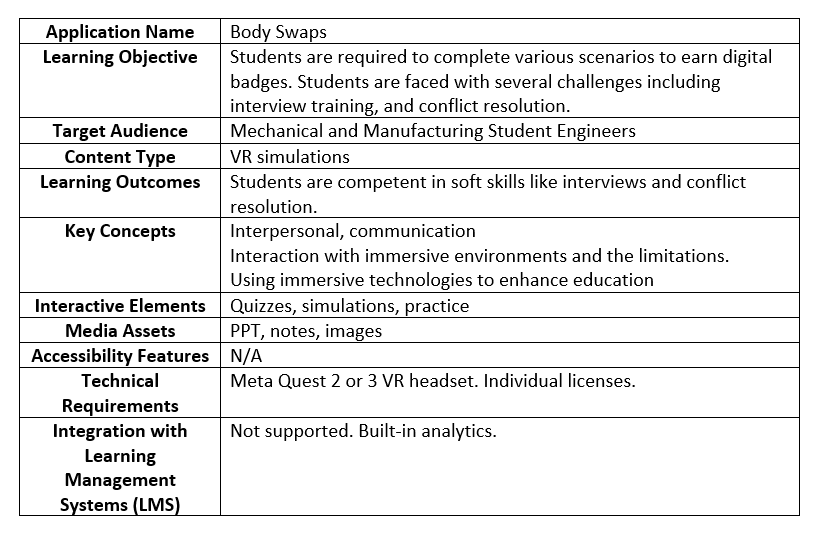 Application Name Body Swaps
Learning Objective Students are required to complete various scenarios to earn digital
badges. Students are faced with several challenges including
interview training, and conflict resolution.
Target Audience Mechanical and Manufacturing Student Engineers
Content Type VR simulations
Learning Outcomes Students are competent in soft skills like interviews and conflict
resolution.
Key Concepts Interpersonal, communication
Interaction with immersive environments and the limitations.
Using immersive technologies to enhance education
Interactive Elements Quizzes, simulations, practice
Media Assets PPT, notes, images
Accessibility Features N/A
Technical Meta Quest 2 or 3 VR headset. Individual licenses.
Requirements
Integration with Not supported. Built-in analytics.
Learning
Management
Systems (LMS)